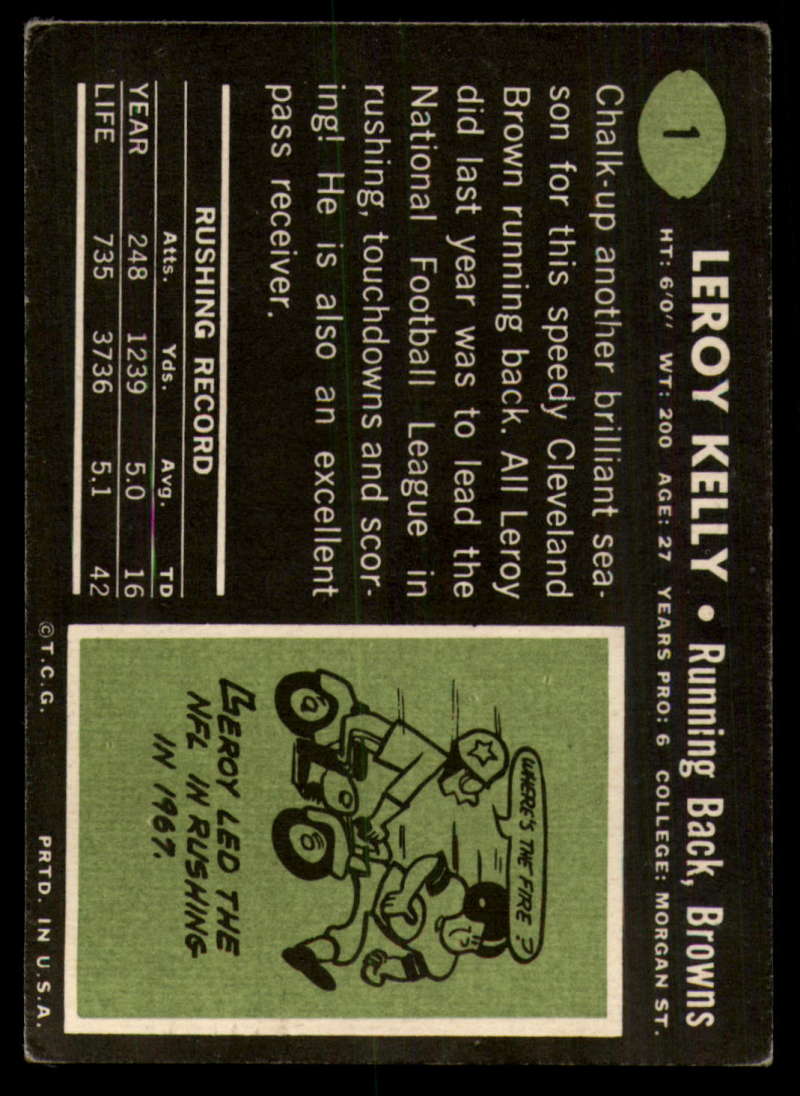 1
LEROY KELLY • Running Back, Browns
HT: 6'0" WT: 200 AGE: 27 YEARS PRO: 6 COLLEGE: MORGAN ST.
Chalk-up another brilliant sea-
son for this speedy Cleveland
Brown running back. All Leroy
did last year was to lead the
National Football League in
rushing, touchdowns and scor-
ing! He is also an excellent
pass receiver.
RUSHING RECORD
Atts. Yds. Avg. TD
YEAR 248 1239 5.0 16
LIFE 735 3736 5.1 42
WHERE'S THE FIRE?
LEROY LED THE
NFL IN RUSHING
IN 1967.
©T.C.G. PRTD. IN U.S.A.